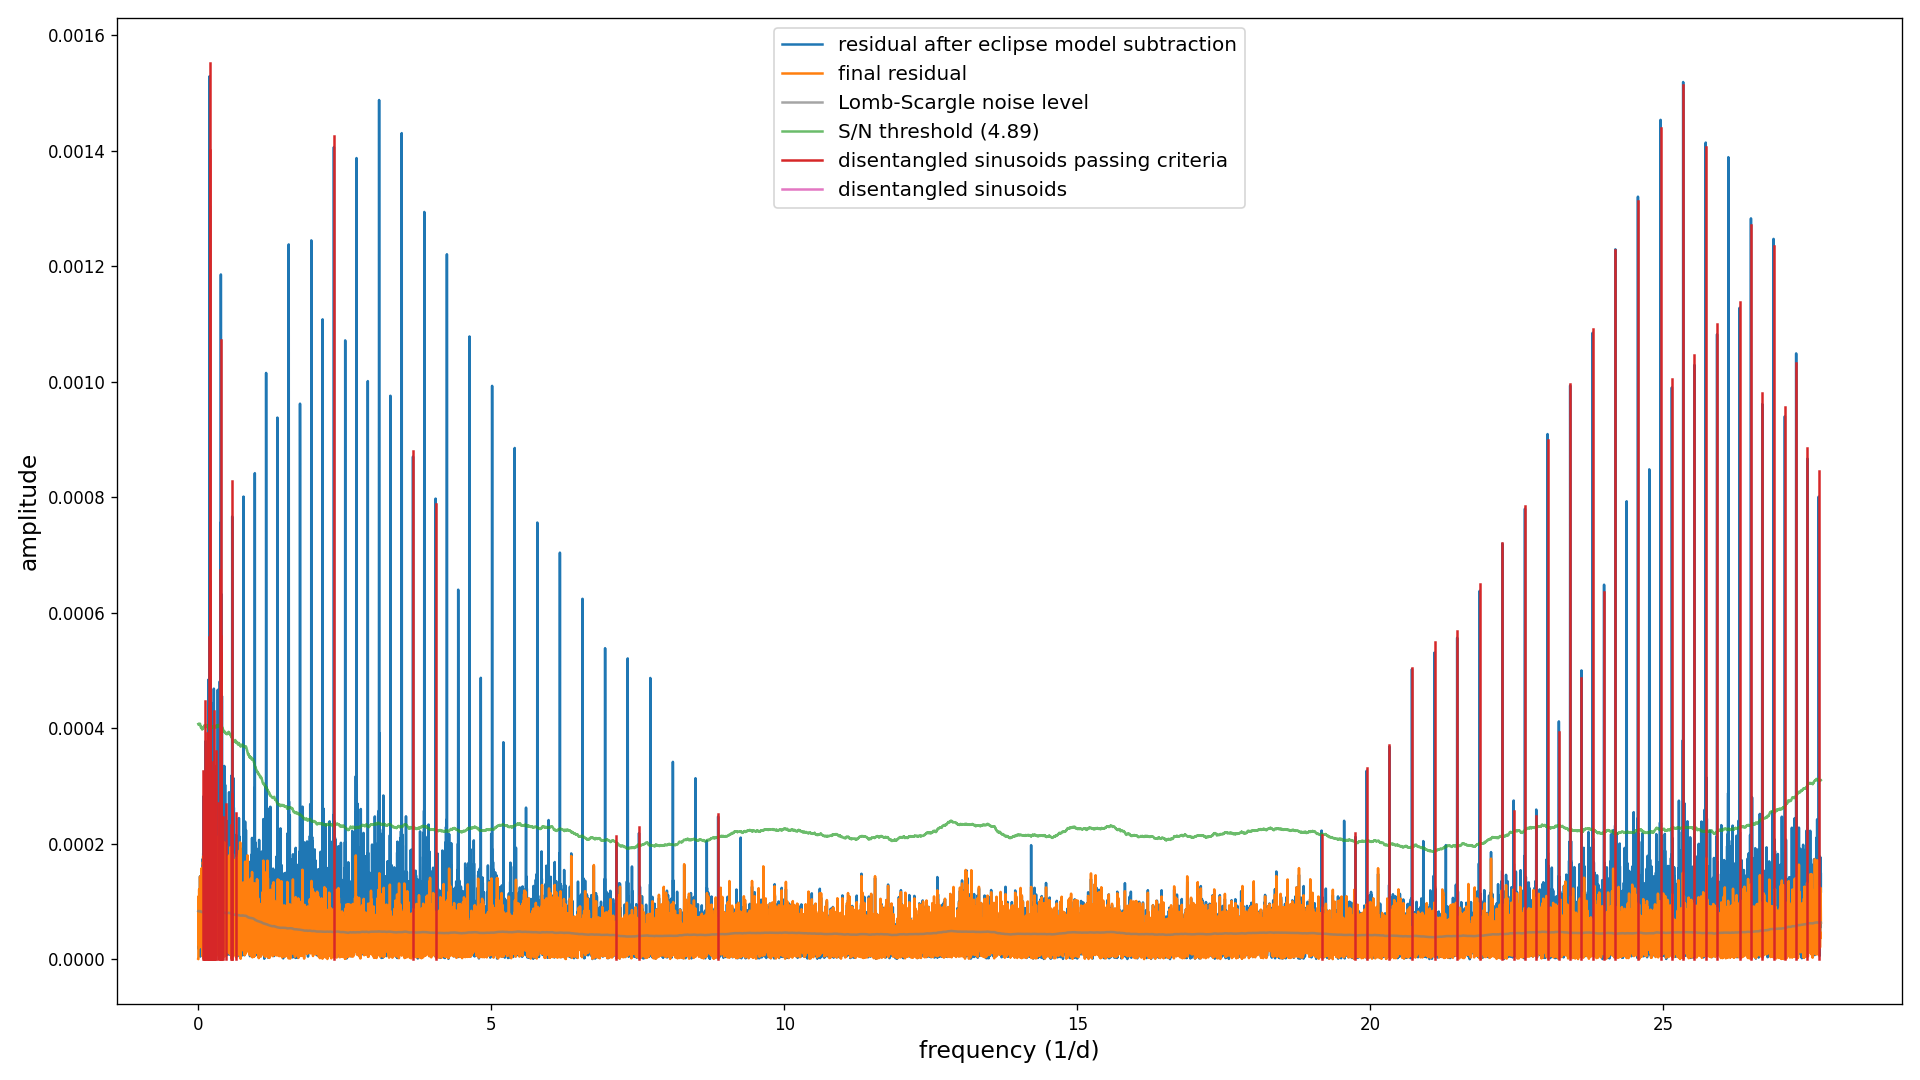 residual after eclipse model subtraction
final residual
Lomb-Scargle noise level
S/N threshold (4.89)
disentangled sinusoids passing criteria
disentangled sinusoids
amplitude
0.0016
0.0014
0.0012
0.0010
0.0008
0.0006
0.0004
0.0002
0.0000
0
5
10
15
20
25
frequency (1/d)